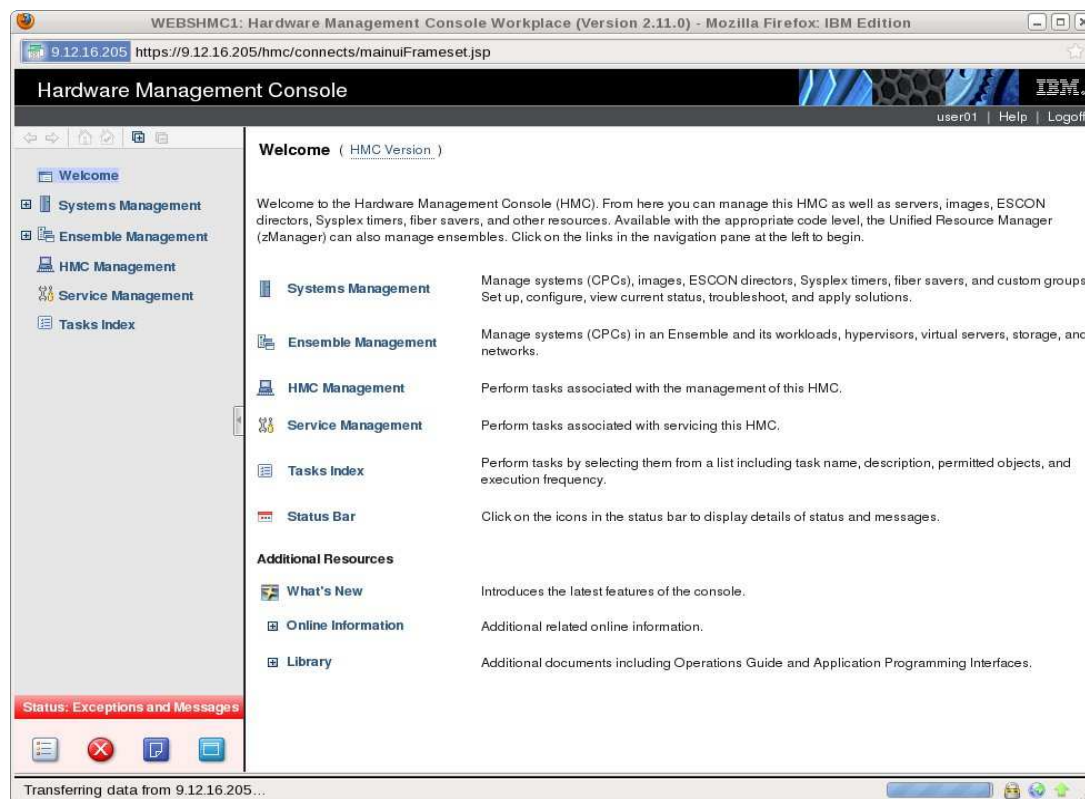 WEBSHMC1: Hardware Management Console Workplace (Version 2.11.0) - Mozilla Firefox: IBM Edition
9.12.16.205 https://9.12.16.205/hmc/connects/mainuiFrameset.jsp
Hardware Management Console
IBM.
user01 | Help | Logoff
Welcome ( HMC Version )
Welcome
Systems Management
Ensemble Management
HMC Management
Service Management
Tasks Index
Welcome to the Hardware Management Console (HMC). From here you can manage this HMC as well as servers, images, ESCON
directors, Sysplex timers, fiber savers, and other resources. Available with the appropriate code level, the Unified Resource Manager
(zManager) can also manage ensembles. Click on the links in the navigation pane at the left to begin.
Systems Management
Manage systems (CPCs), images, ESCON directors, Sysplex timers, fiber savers, and custom groups
Set up, configure, view current status, troubleshoot, and apply solutions.
Ensemble Management
Manage systems (CPCs) in an Ensemble and its workloads, hypervisors, virtual servers, storage, and
networks.
HMC Management
Perform tasks associated with the management of this HMC.
Service Management
Perform tasks associated with servicing this HMC.
Tasks Index
Perform tasks by selecting them from a list including task name, description, permitted objects, and
execution frequency.
Status Bar
Click on the icons in the status bar to display details of status and messages.
Additional Resources
What's New
Introduces the latest features of the console.
Online Information
Additional related online information.
Library
Additional documents including Operations Guide and Application Programming Interfaces.
Status: Exceptions and Messages
Transferring data from 9.12.16.205...